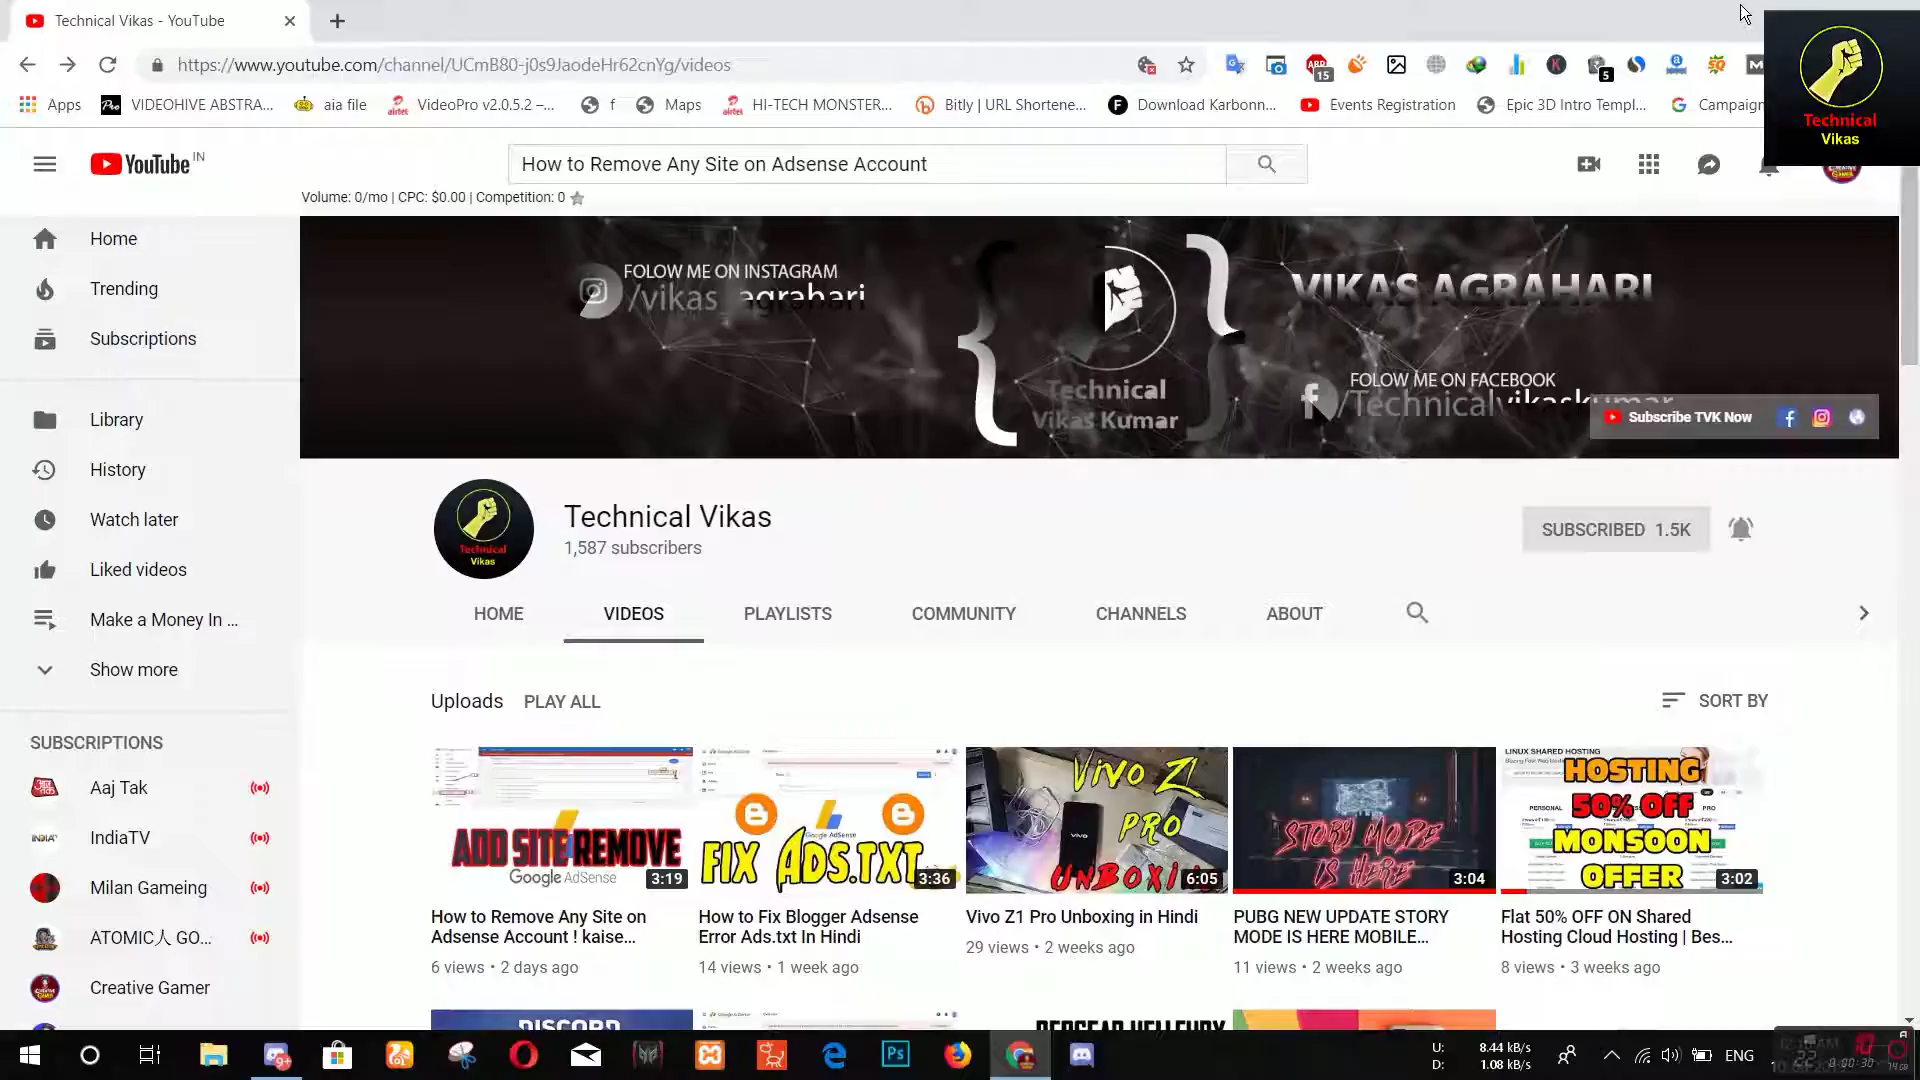 Technical Vikas - YouTube
https://www.youtube.com/channel/UCmB80-j0s9JaodeHr62cnYg/videos
15
5
Apps
VIDEOHIVE ABSTRA...
aia file
VideoPro v2.0.5.2 –...
f
Maps
HI-TECH MONSTER...
Bitly | URL Shortene...
Download Karbonn...
Events Registration
Epic 3D Intro Templ...
Campaign
Technical
Vikas
YouTube IN
How to Remove Any Site on Adsense Account
Volume: 0/mo | CPC: $0.00 | Competition: 0
Home
Trending
Subscriptions
Library
History
Watch later
Liked videos
Make a Money In ...
Show more
SUBSCRIPTIONS
Aaj Tak
IndiaTV
Milan Gameing
ATOMIC人 GO...
Creative Gamer
FOLOW ME ON INSTAGRAM
/vikas_agrahari
Technical
Vikas Kumar
VIKAS AGRAHARI
FOLOW ME ON FACEBOOK
/Technicalvikaskumar
Subscribe TVK Now
Technical
Vikas
Technical Vikas
1,587 subscribers
SUBSCRIBED 1.5K
HOME
VIDEOS
PLAYLISTS
COMMUNITY
CHANNELS
ABOUT
Uploads
PLAY ALL
SORT BY
ADD SITE REMOVE
Google AdSense
3:19
How to Remove Any Site on
Adsense Account ! kaise...
6 views • 2 days ago
Google AdSense
FIX ADS.TXT
3:36
How to Fix Blogger Adsense
Error Ads.txt In Hindi
14 views • 1 week ago
VIVO Z1
PRO
vivo
UNBOXI
6:05
Vivo Z1 Pro Unboxing in Hindi
29 views • 2 weeks ago
STORY MODE
IS HERE
3:04
PUBG NEW UPDATE STORY
MODE IS HERE MOBILE...
11 views • 2 weeks ago
LINUX SHARED HOSTING
HOSTING
PERSONAL
PRO
50% OFF
MONSOON
OFFER
3:02
Flat 50% OFF ON Shared
Hosting Cloud Hosting | Bes...
8 views • 3 weeks ago
DISCORD
U: 8.44 kB/s
D: 1.08 kB/s
ENG